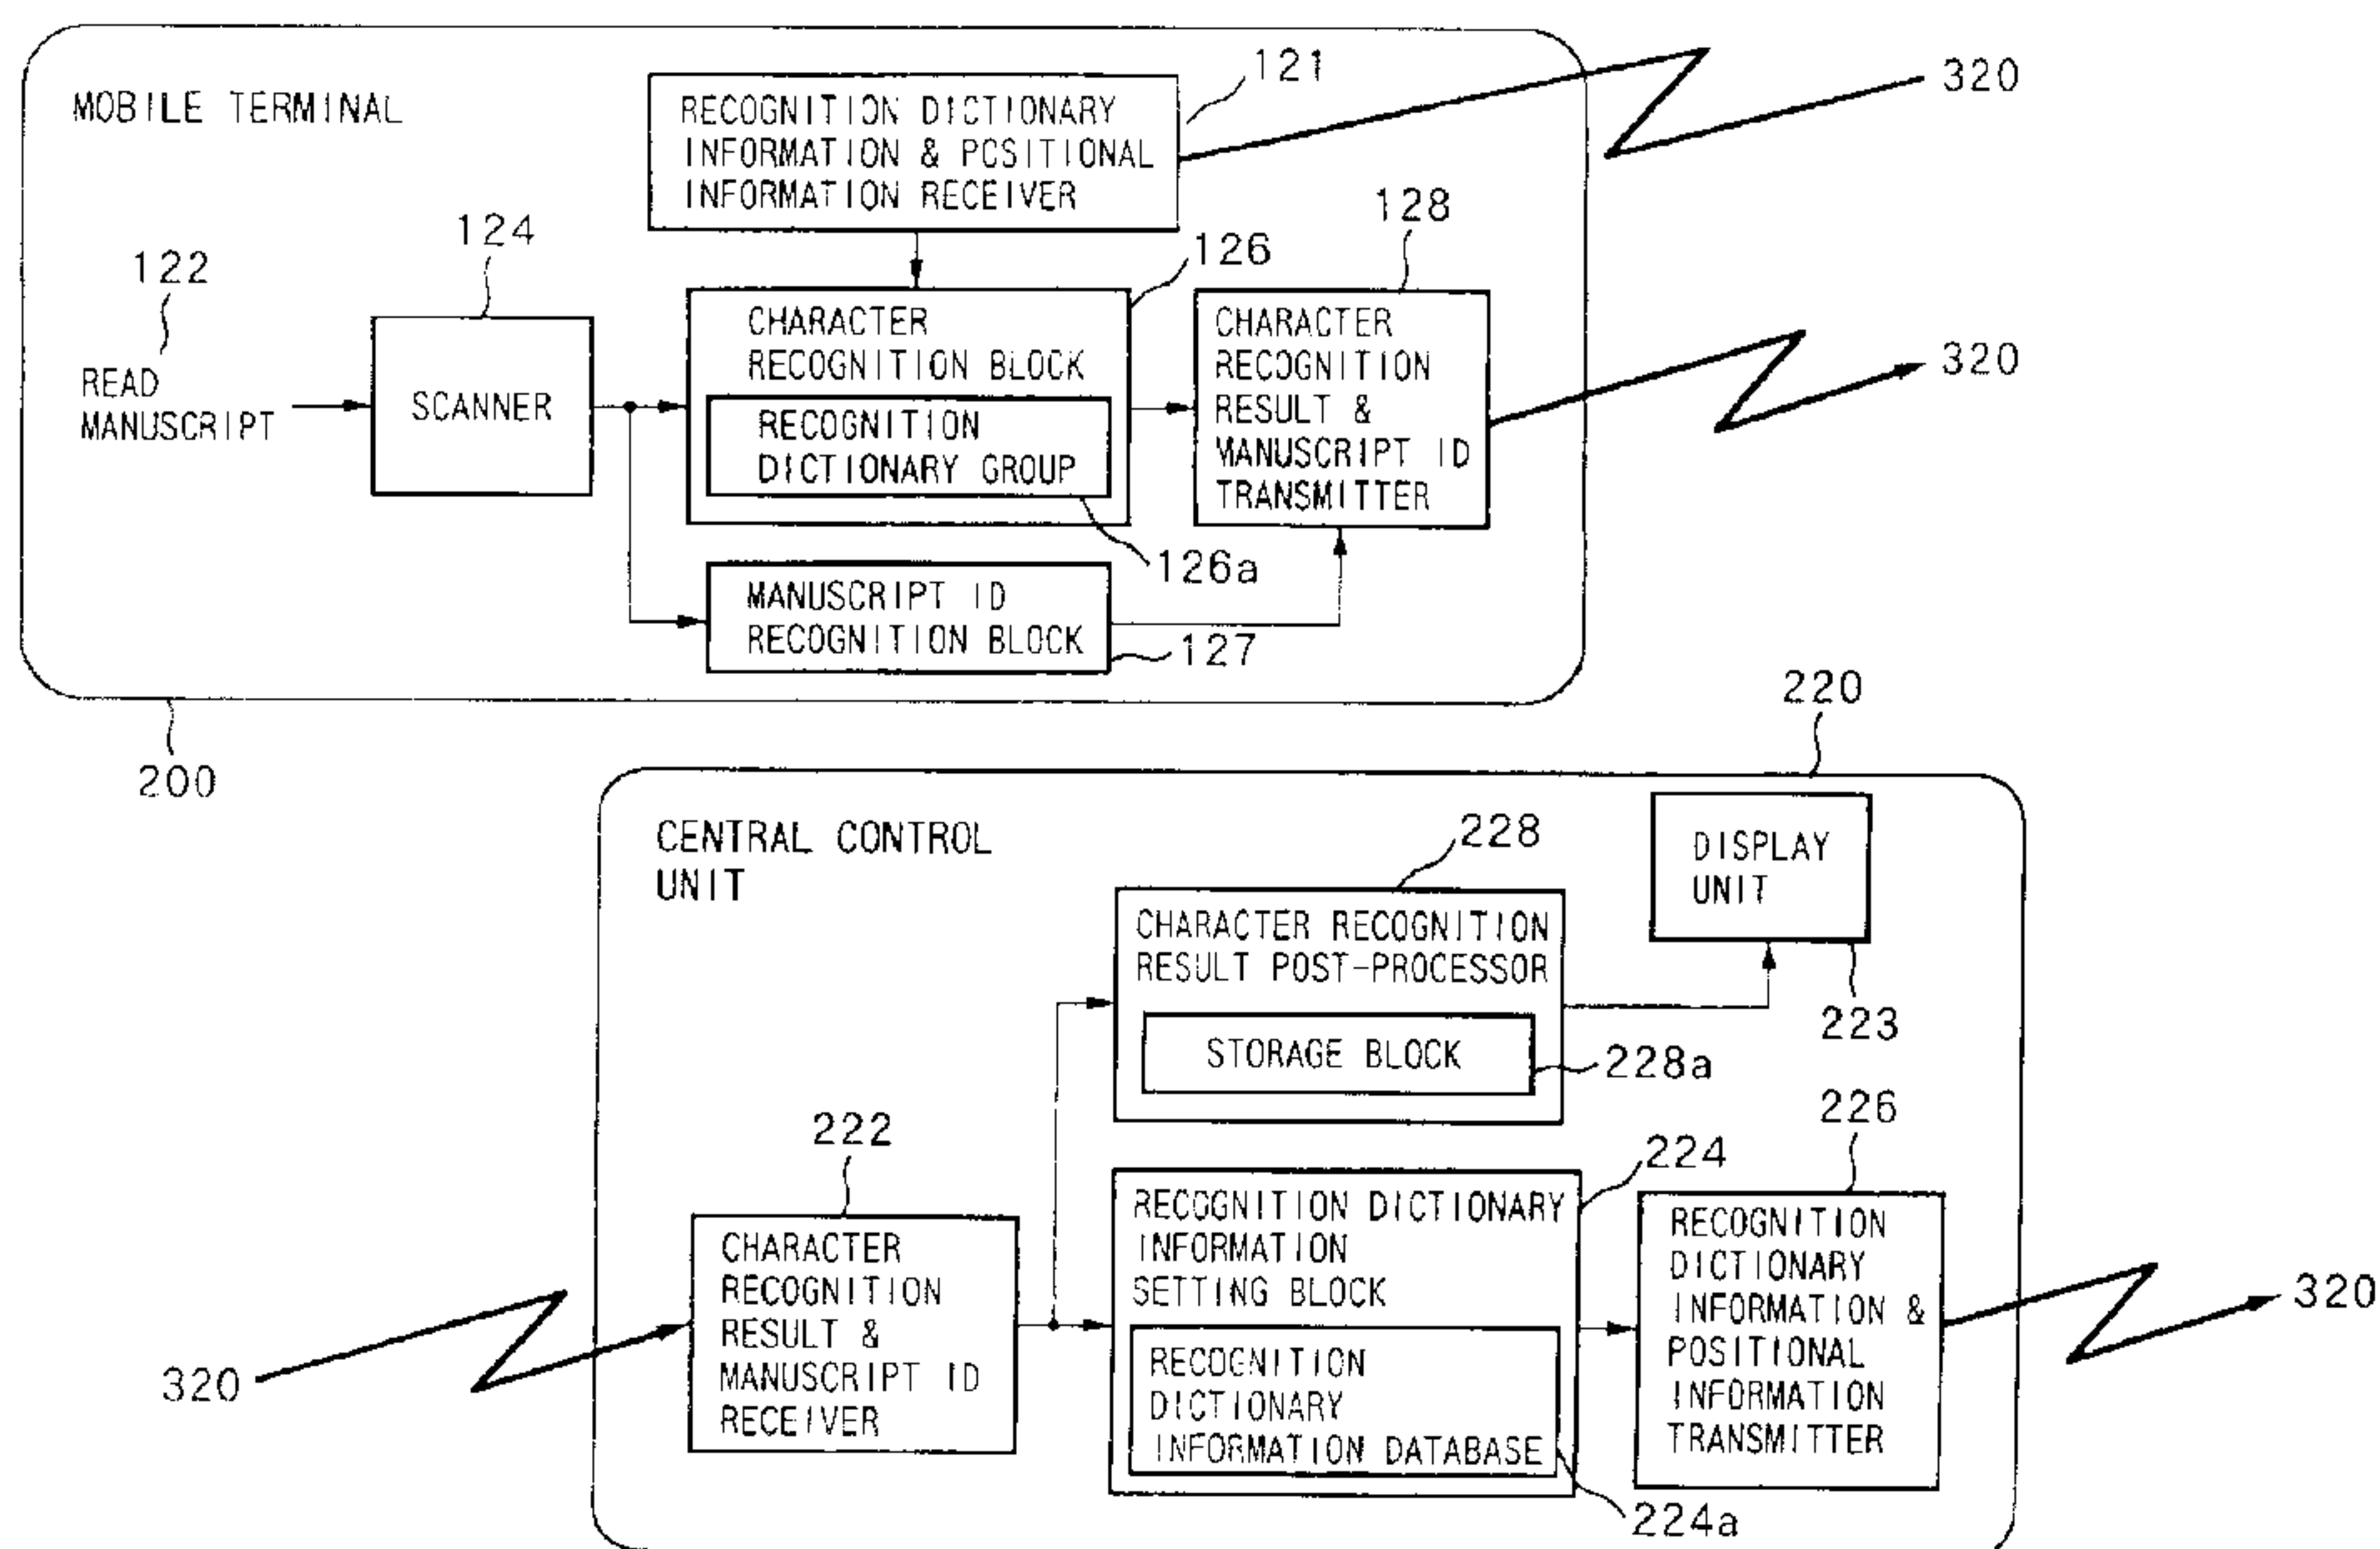 MOBILE TERMINAL
121
RECOGNITION DICTIONARY
INFORMATION & POSITIONAL
INFORMATION RECEIVER
320
122
124
126
128
READ
MANUSCRIPT
SCANNER
CHARACTER
RECOGNITION BLOCK
RECOGNITION
DICTIONARY GROUP
126a
CHARACTER
RECOGNITION
RESULT &
MANUSCRIPT ID
TRANSMITTER
320
MANUSCRIPT ID
RECOGNITION BLOCK
127
200
220
CENTRAL CONTROL
UNIT
228
DISPLAY
UNIT
223
CHARACTER RECOGNITION
RESULT POST-PROCESSOR
STORAGE BLOCK
228a
222
224
226
320
CHARACTER
RECOGNITION
RESULT &
MANUSCRIPT ID
RECEIVER
RECOGNITION DICTIONARY
INFORMATION
SETTING BLOCK
RECOGNITION
DICTIONARY
INFORMATION DATABASE
224a
RECOGNITION
DICTIONARY
INFORMATION &
POSITIONAL
INFORMATION
TRANSMITTER
320